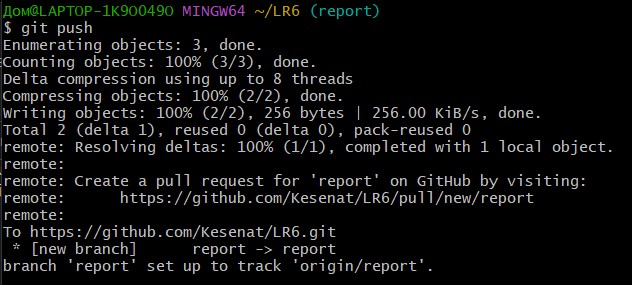 Дом@LAPTOP-1K9OO49O MINGW64 ~/LR6 (report)
$ git push
Enumerating objects: 3, done.
Counting objects: 100% (3/3), done.
Delta compression using up to 8 threads
Compressing objects: 100% (2/2), done.
Writing objects: 100% (2/2), 256 bytes | 256.00 KiB/s, done.
Total 2 (delta 1), reused 0 (delta 0), pack-reused 0
remote: Resolving deltas: 100% (1/1), completed with 1 local object.
remote:
remote: Create a pull request for 'report' on GitHub by visiting:
remote:      https://github.com/Kesenat/LR6/pull/new/report
remote:
To https://github.com/Kesenat/LR6.git
 * [new branch]      report -> report
branch 'report' set up to track 'origin/report'.